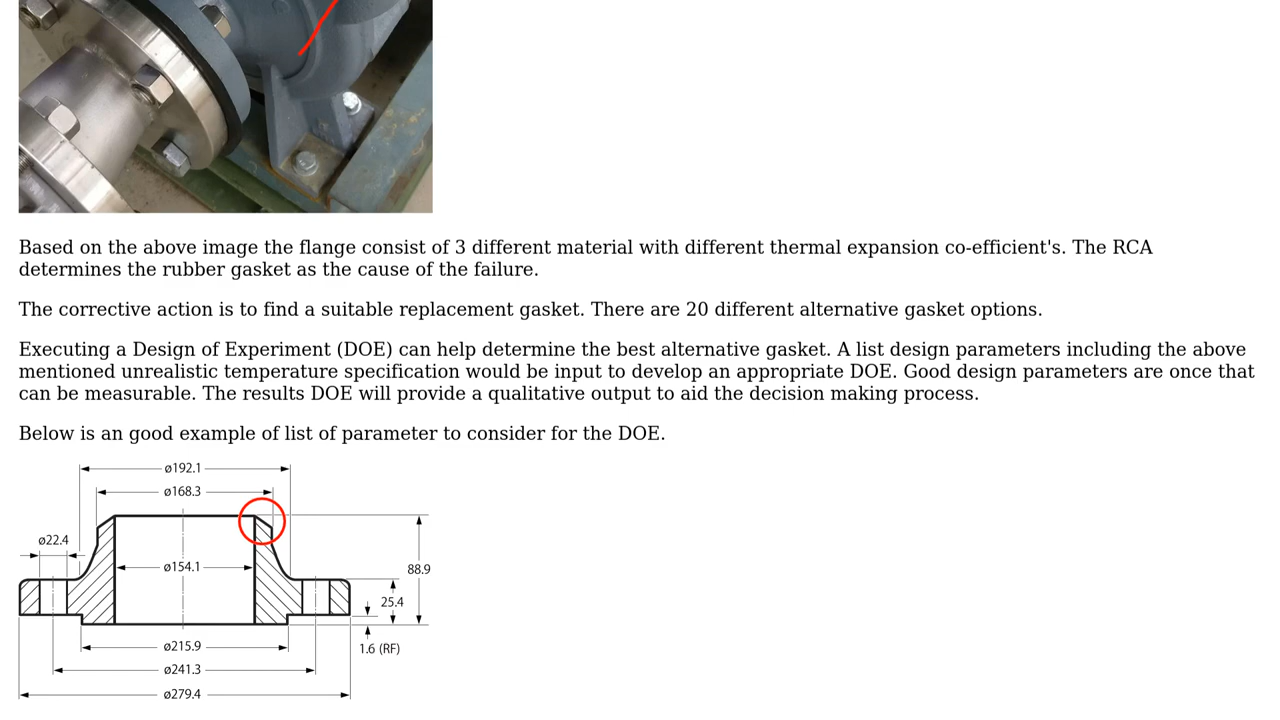 Based on the above image the flange consist of 3 different material with different thermal expansion co-efficient's. The RCA
determines the rubber gasket as the cause of the failure.
The corrective action is to find a suitable replacement gasket. There are 20 different alternative gasket options.
Executing a Design of Experiment (DOE) can help determine the best alternative gasket. A list design parameters including the above
mentioned unrealistic temperature specification would be input to develop an appropriate DOE. Good design parameters are once that
can be measurable. The results DOE will provide a qualitative output to aid the decision making process.
Below is an good example of list of parameter to consider for the DOE.
ø192.1
ø168.3
ø22.4
ø154.1
88.9
25.4
ø215.9
1.6 (RF)
ø241.3
ø279.4